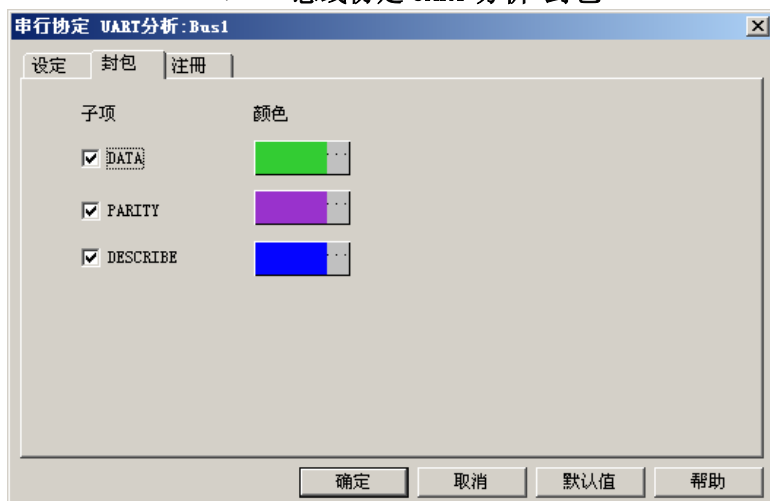 串行协定 UART分析:Bus1
设定 封包 注冊
子项 颜色
DATA ...
PARITY ...
DESCRIBE ...
确定 取消 默认值 帮助